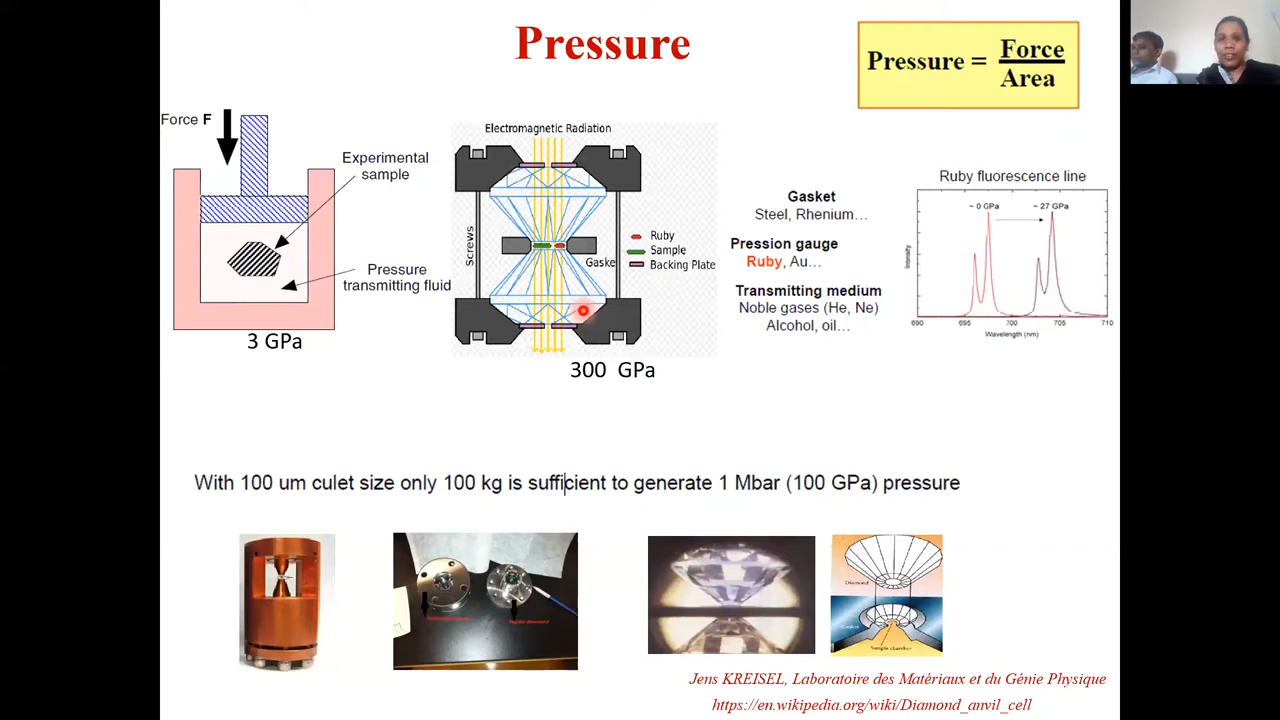 Pressure
Pressure = Force
Area
Force F
Experimental
sample
Pressure
transmitting fluid
3 GPa
Electromagnetic Radiation
Screws
Ruby
Sample
Gaske
Backing Plate
300 GPa
Gasket
Steel, Rhenium...
Pression gauge
Ruby, Au...
Transmitting medium
Noble gases (He, Ne)
Alcohol, oil...
Ruby fluorescence line
~ 0 GPa
~ 27 GPa
Intensity
690
695
700
705
710
Wavelength (nm)
With 100 um culet size only 100 kg is sufficient to generate 1 Mbar (100 GPa) pressure
Diamond
Gasket
Sample chamber
Jens KREISEL, Laboratoire des Matériaux et du Génie Physique
https://en.wikipedia.org/wiki/Diamond_anvil_cell